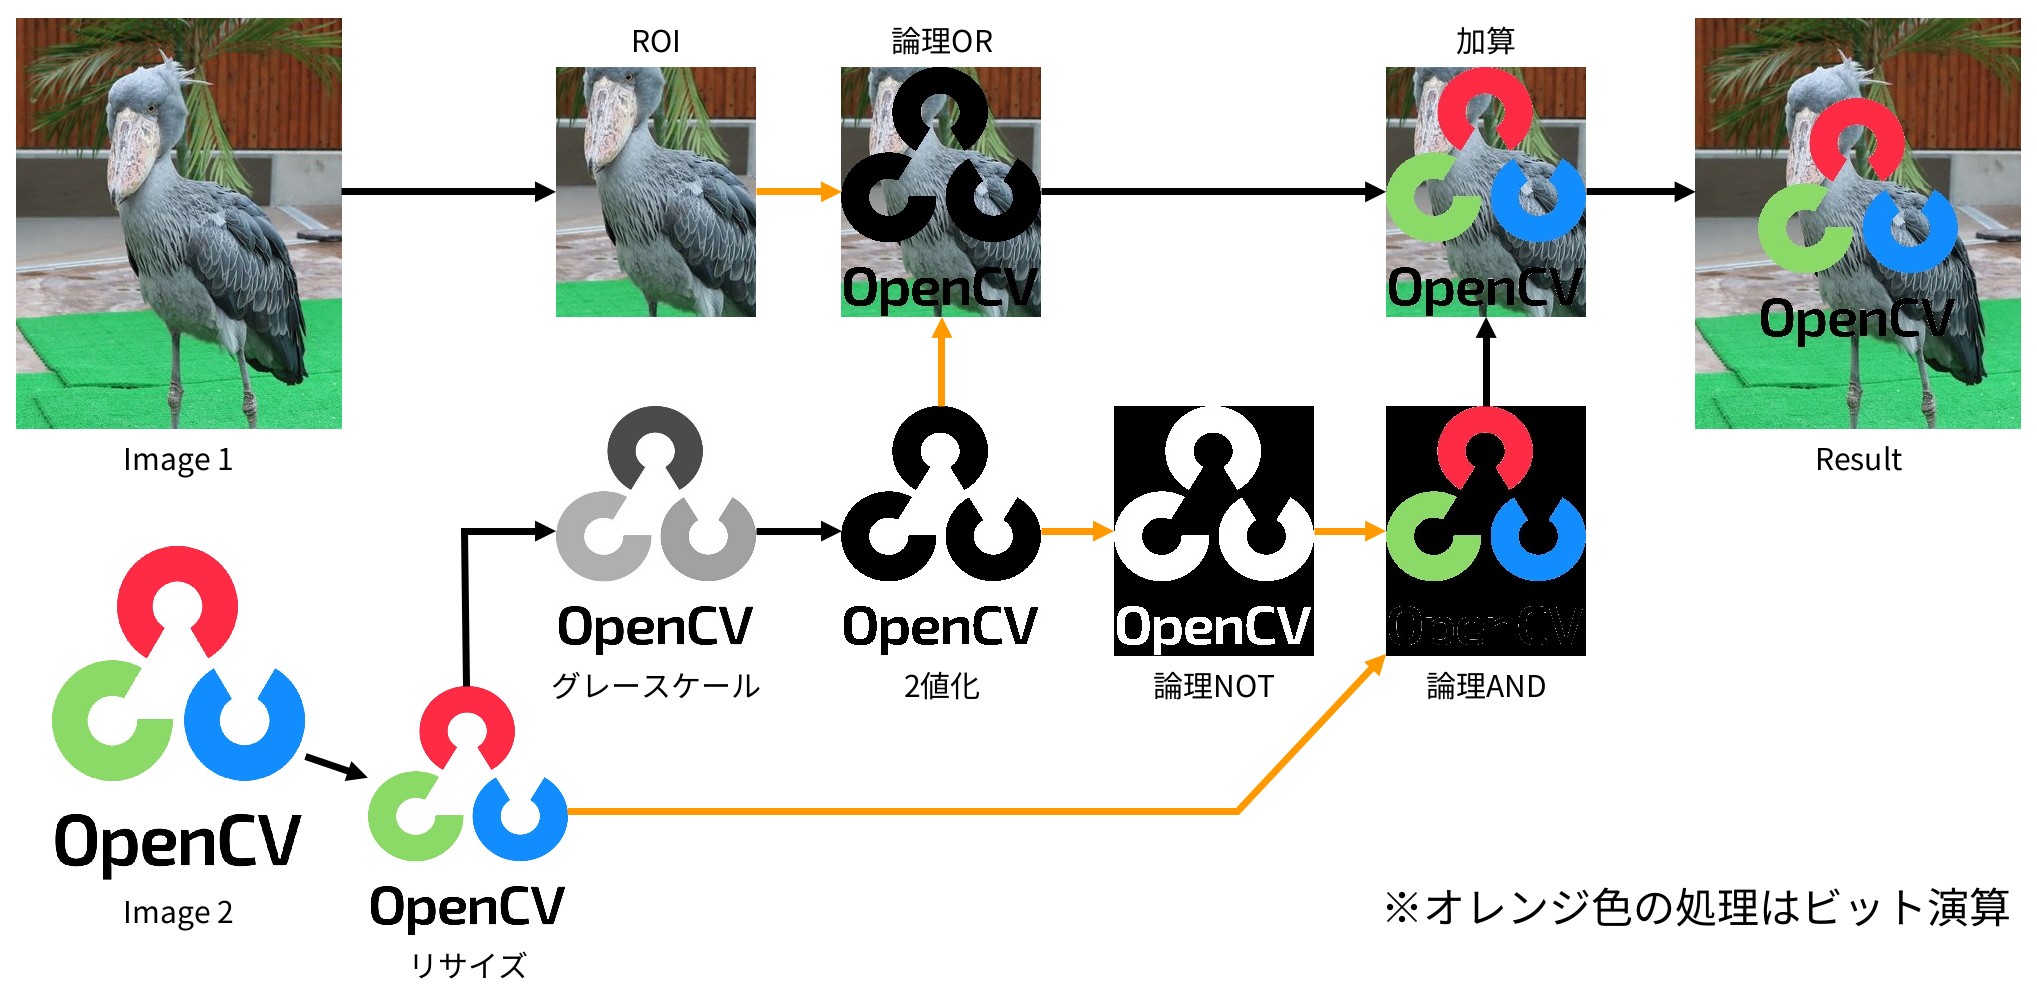 ROI
論理OR
加算
OpenCV
OpenCV
OpenCV
Image 1
Result
OpenCV
OpenCV
OpenCV
OpenCV
グレースケール
2値化
論理NOT
論理AND
OpenCV
Image 2
OpenCV
リサイズ
※オレンジ色の処理はビット演算